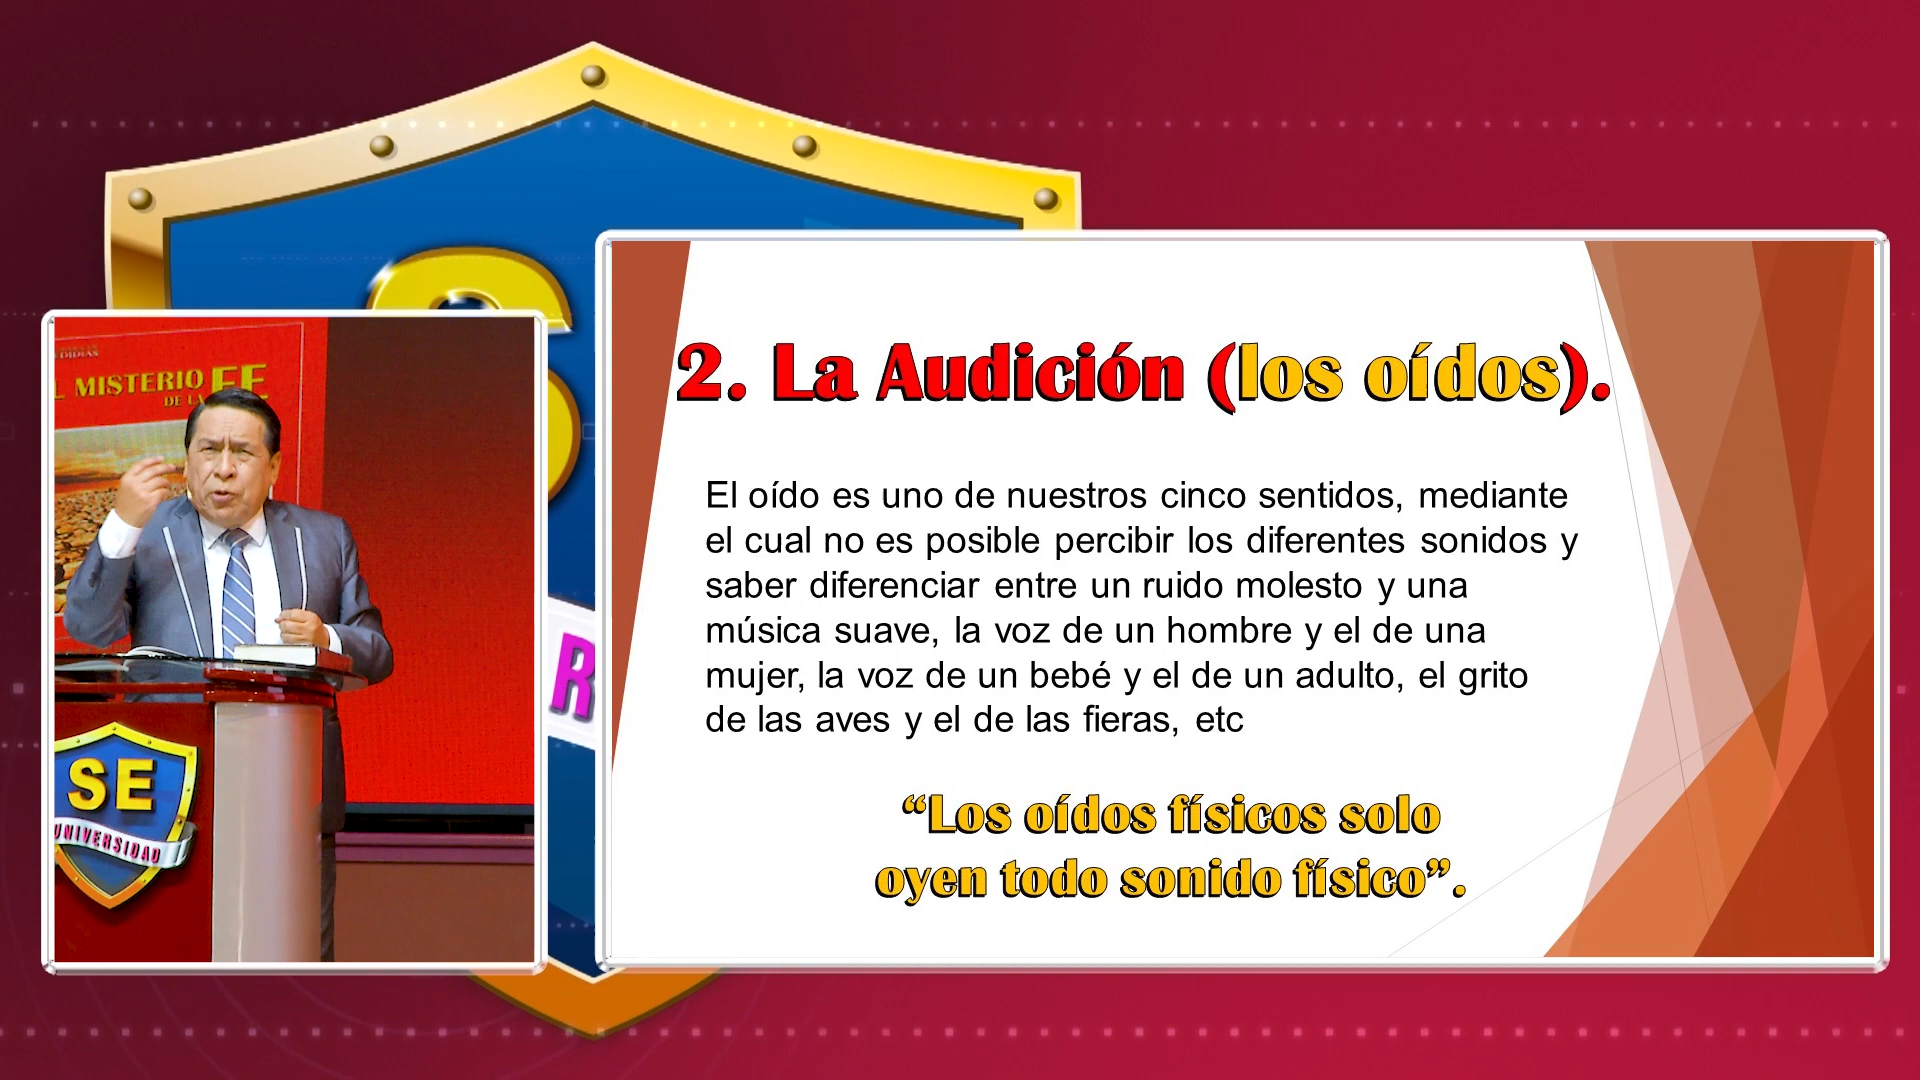 2. La Audición (los oídos).
El oído es uno de nuestros cinco sentidos, mediante
el cual no es posible percibir los diferentes sonidos y
saber diferenciar entre un ruido molesto y una
música suave, la voz de un hombre y el de una
mujer, la voz de un bebé y el de un adulto, el grito
de las aves y el de las fieras, etc
“Los oídos físicos solo
oyen todo sonido físico”.
MISTERIO
DE LA FE
SE
UNIVERSIDAD
S
R